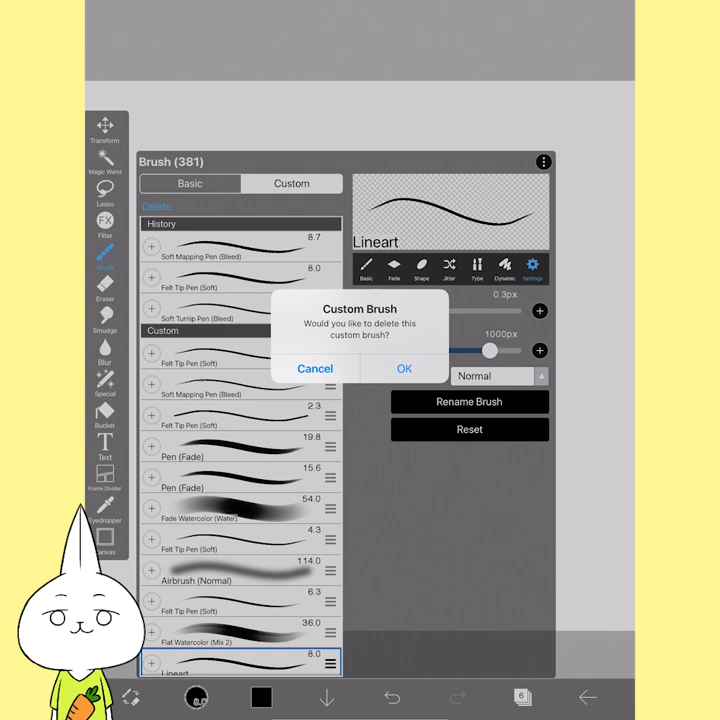 Transform
Magic Wand
Lasso
FX
Filter
Brush
Eraser
Smudge
Blur
Special
Bucket
T
Text
Frame Divider
Eyedropper
Canvas
Brush (381)
Basic
Custom
Delete
History
8.7
Soft Mapping Pen (Bleed)
8.0
Felt Tip Pen (Soft)
Soft Turnip Pen (Bleed)
Custom
Felt Tip Pen (Soft)
Soft Mapping Pen (Bleed)
2.3
Felt Tip Pen (Soft)
19.8
Pen (Fade)
15.6
Pen (Fade)
54.0
Fade Watercolor (Water)
4.3
Felt Tip Pen (Soft)
114.0
Airbrush (Normal)
6.3
Felt Tip Pen (Soft)
36.0
Flat Watercolor (Mix 2)
8.0
Lineart
Lineart
Basic
Fade
Shape
Jitter
Type
Dynamic
Settings
0.3px
1000px
Normal
Rename Brush
Reset
Custom Brush
Would you like to delete this
custom brush?
Cancel
OK
8.0
6